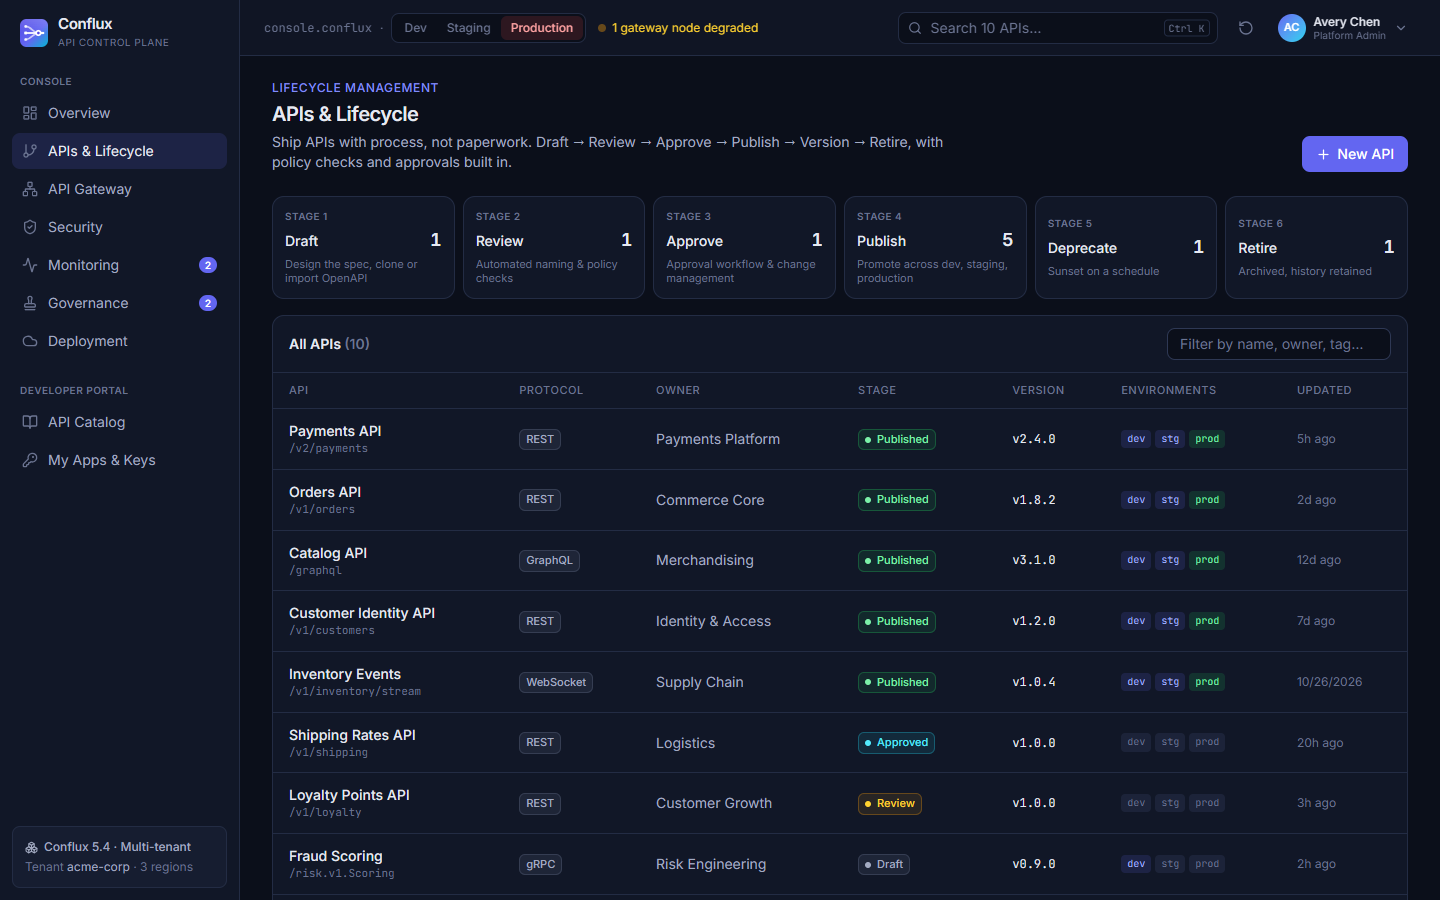 Conflux
API CONTROL PLANE
CONSOLE
Overview
APIs & Lifecycle
API Gateway
Security
Monitoring 2
Governance 2
Deployment
DEVELOPER PORTAL
API Catalog
My Apps & Keys
Conflux 5.4 · Multi-tenant
Tenant acme-corp · 3 regions
console.conflux · Dev Staging Production 1 gateway node degraded
Search 10 APIs... Ctrl K
AC Avery Chen
Platform Admin
LIFECYCLE MANAGEMENT
APIs & Lifecycle
Ship APIs with process, not paperwork. Draft → Review → Approve → Publish → Version → Retire, with
policy checks and approvals built in.
+ New API
STAGE 1
Draft 1
Design the spec, clone or
import OpenAPI
STAGE 2
Review 1
Automated naming & policy
checks
STAGE 3
Approve 1
Approval workflow & change
management
STAGE 4
Publish 5
Promote across dev, staging,
production
STAGE 5
Deprecate 1
Sunset on a schedule
STAGE 6
Retire 1
Archived, history retained
All APIs (10)
Filter by name, owner, tag...
API PROTOCOL OWNER STAGE VERSION ENVIRONMENTS UPDATED
Payments API REST Payments Platform Published v2.4.0 dev stg prod 5h ago
/v2/payments
Orders API REST Commerce Core Published v1.8.2 dev stg prod 2d ago
/v1/orders
Catalog API GraphQL Merchandising Published v3.1.0 dev stg prod 12d ago
/graphql
Customer Identity API REST Identity & Access Published v1.2.0 dev stg prod 7d ago
/v1/customers
Inventory Events WebSocket Supply Chain Published v1.0.4 dev stg prod 10/26/2026
/v1/inventory/stream
Shipping Rates API REST Logistics Approved v1.0.0 dev stg prod 20h ago
/v1/shipping
Loyalty Points API REST Customer Growth Review v1.0.0 dev stg prod 3h ago
/v1/loyalty
Fraud Scoring gRPC Risk Engineering Draft v0.9.0 dev stg prod 2h ago
/risk.v1.Scoring